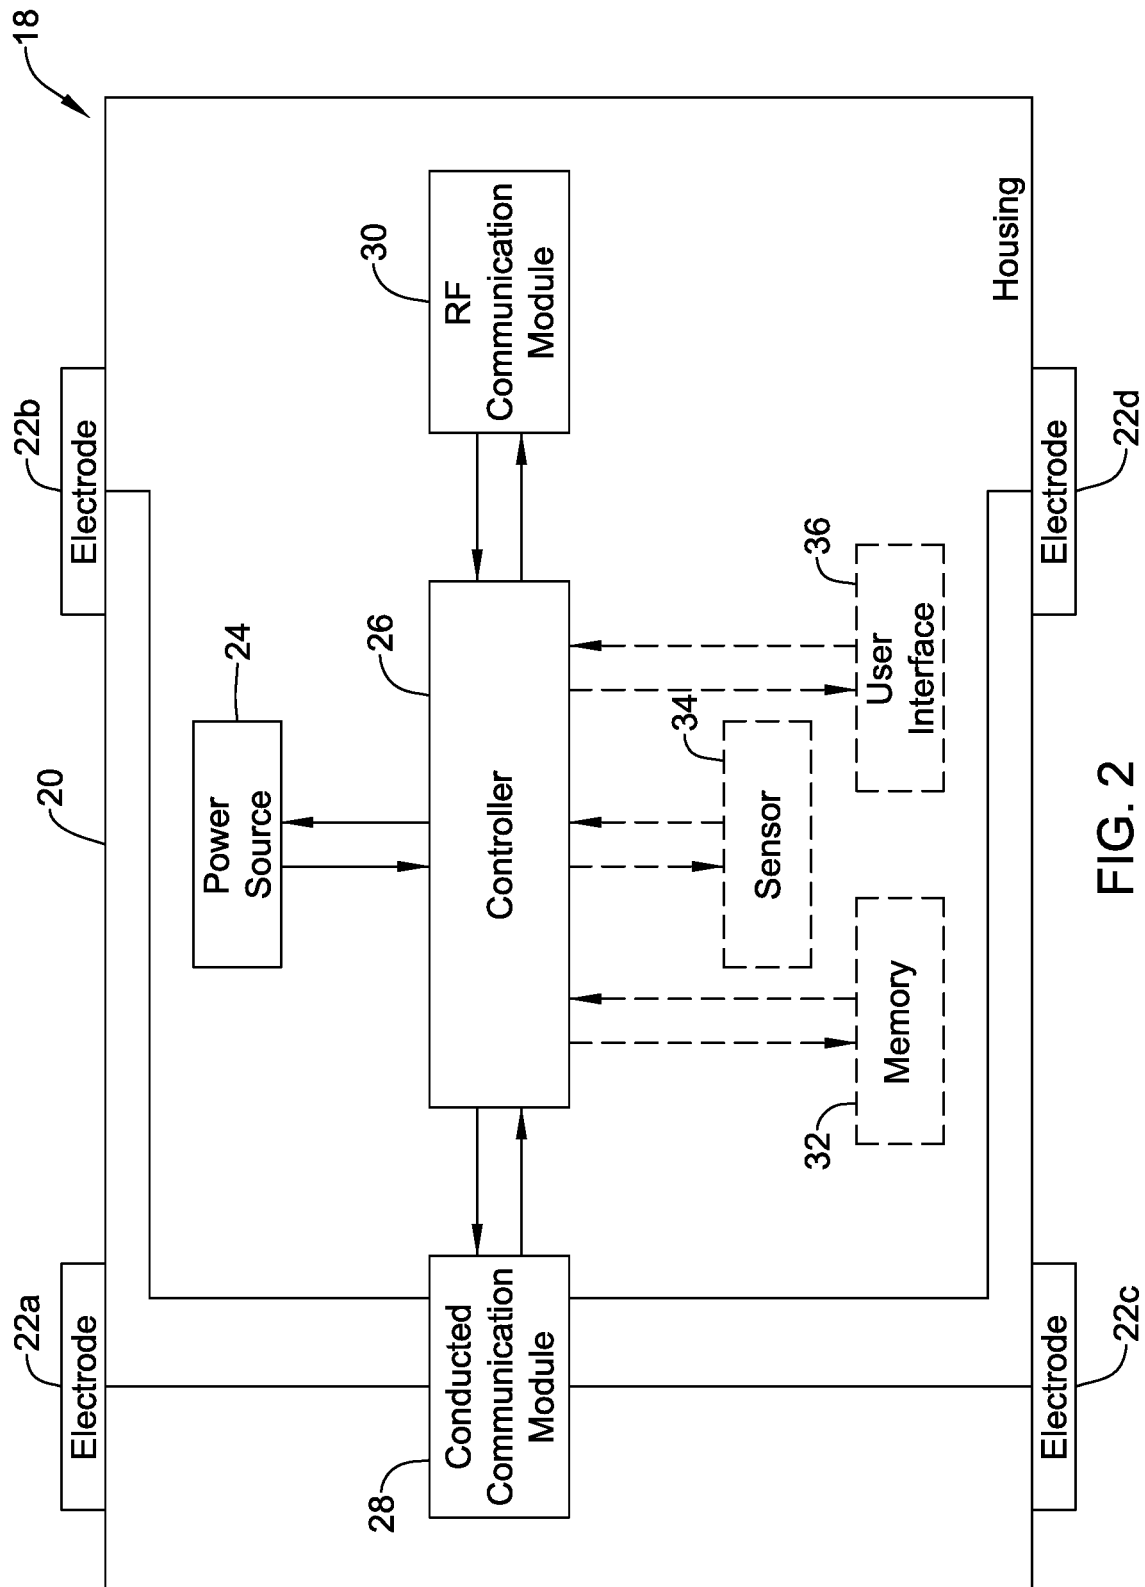 18
22a
20
22b
Electrode
Electrode
24
Power
Source
28
26
30
Conducted
Communication
Module
Controller
RF
Communication
Module
34
Sensor
32
36
Memory
User
Interface
Housing
Electrode
Electrode
22c
22d
FIG. 2